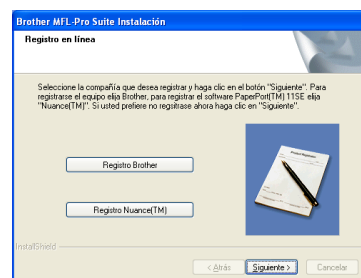 Brother MFL-Pro Suite Instalación
Registro en línea
Seleccione la compañía que desea registrar y haga clic en el botón "Siguiente". Para
registrarse el equipo elija Brother, para registrar el software PaperPort(TM) 11SE elija
"Nuance(TM)". Si usted prefiere no regsitrase ahora haga clic en "Siguiente".
Registro Brother
Registro Nuance(TM)
InstallShield
< Atrás
Siguiente >
Cancelar